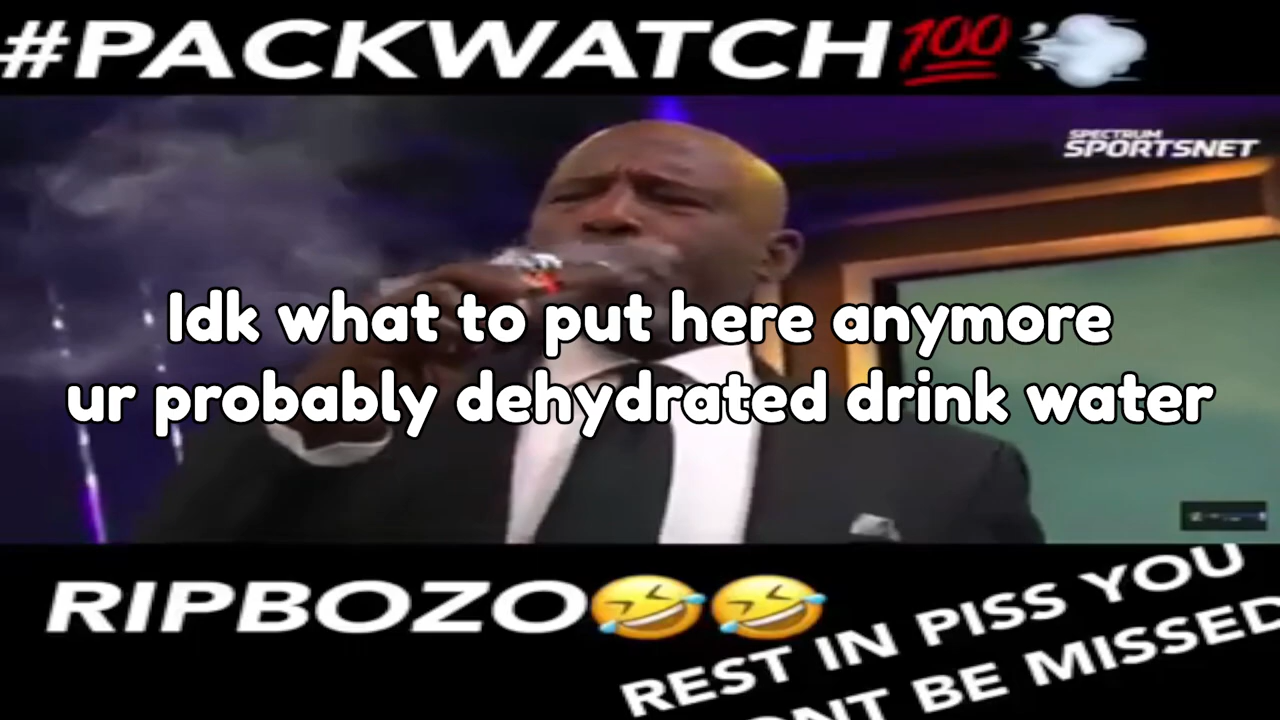 #PACKWATCH💯💨
SPECTRUM
SPORTSNET
Idk what to put here anymore
ur probably dehydrated drink water
RIPBOZO🤣🤣
REST IN PISS YOU
ONT BE MISSED